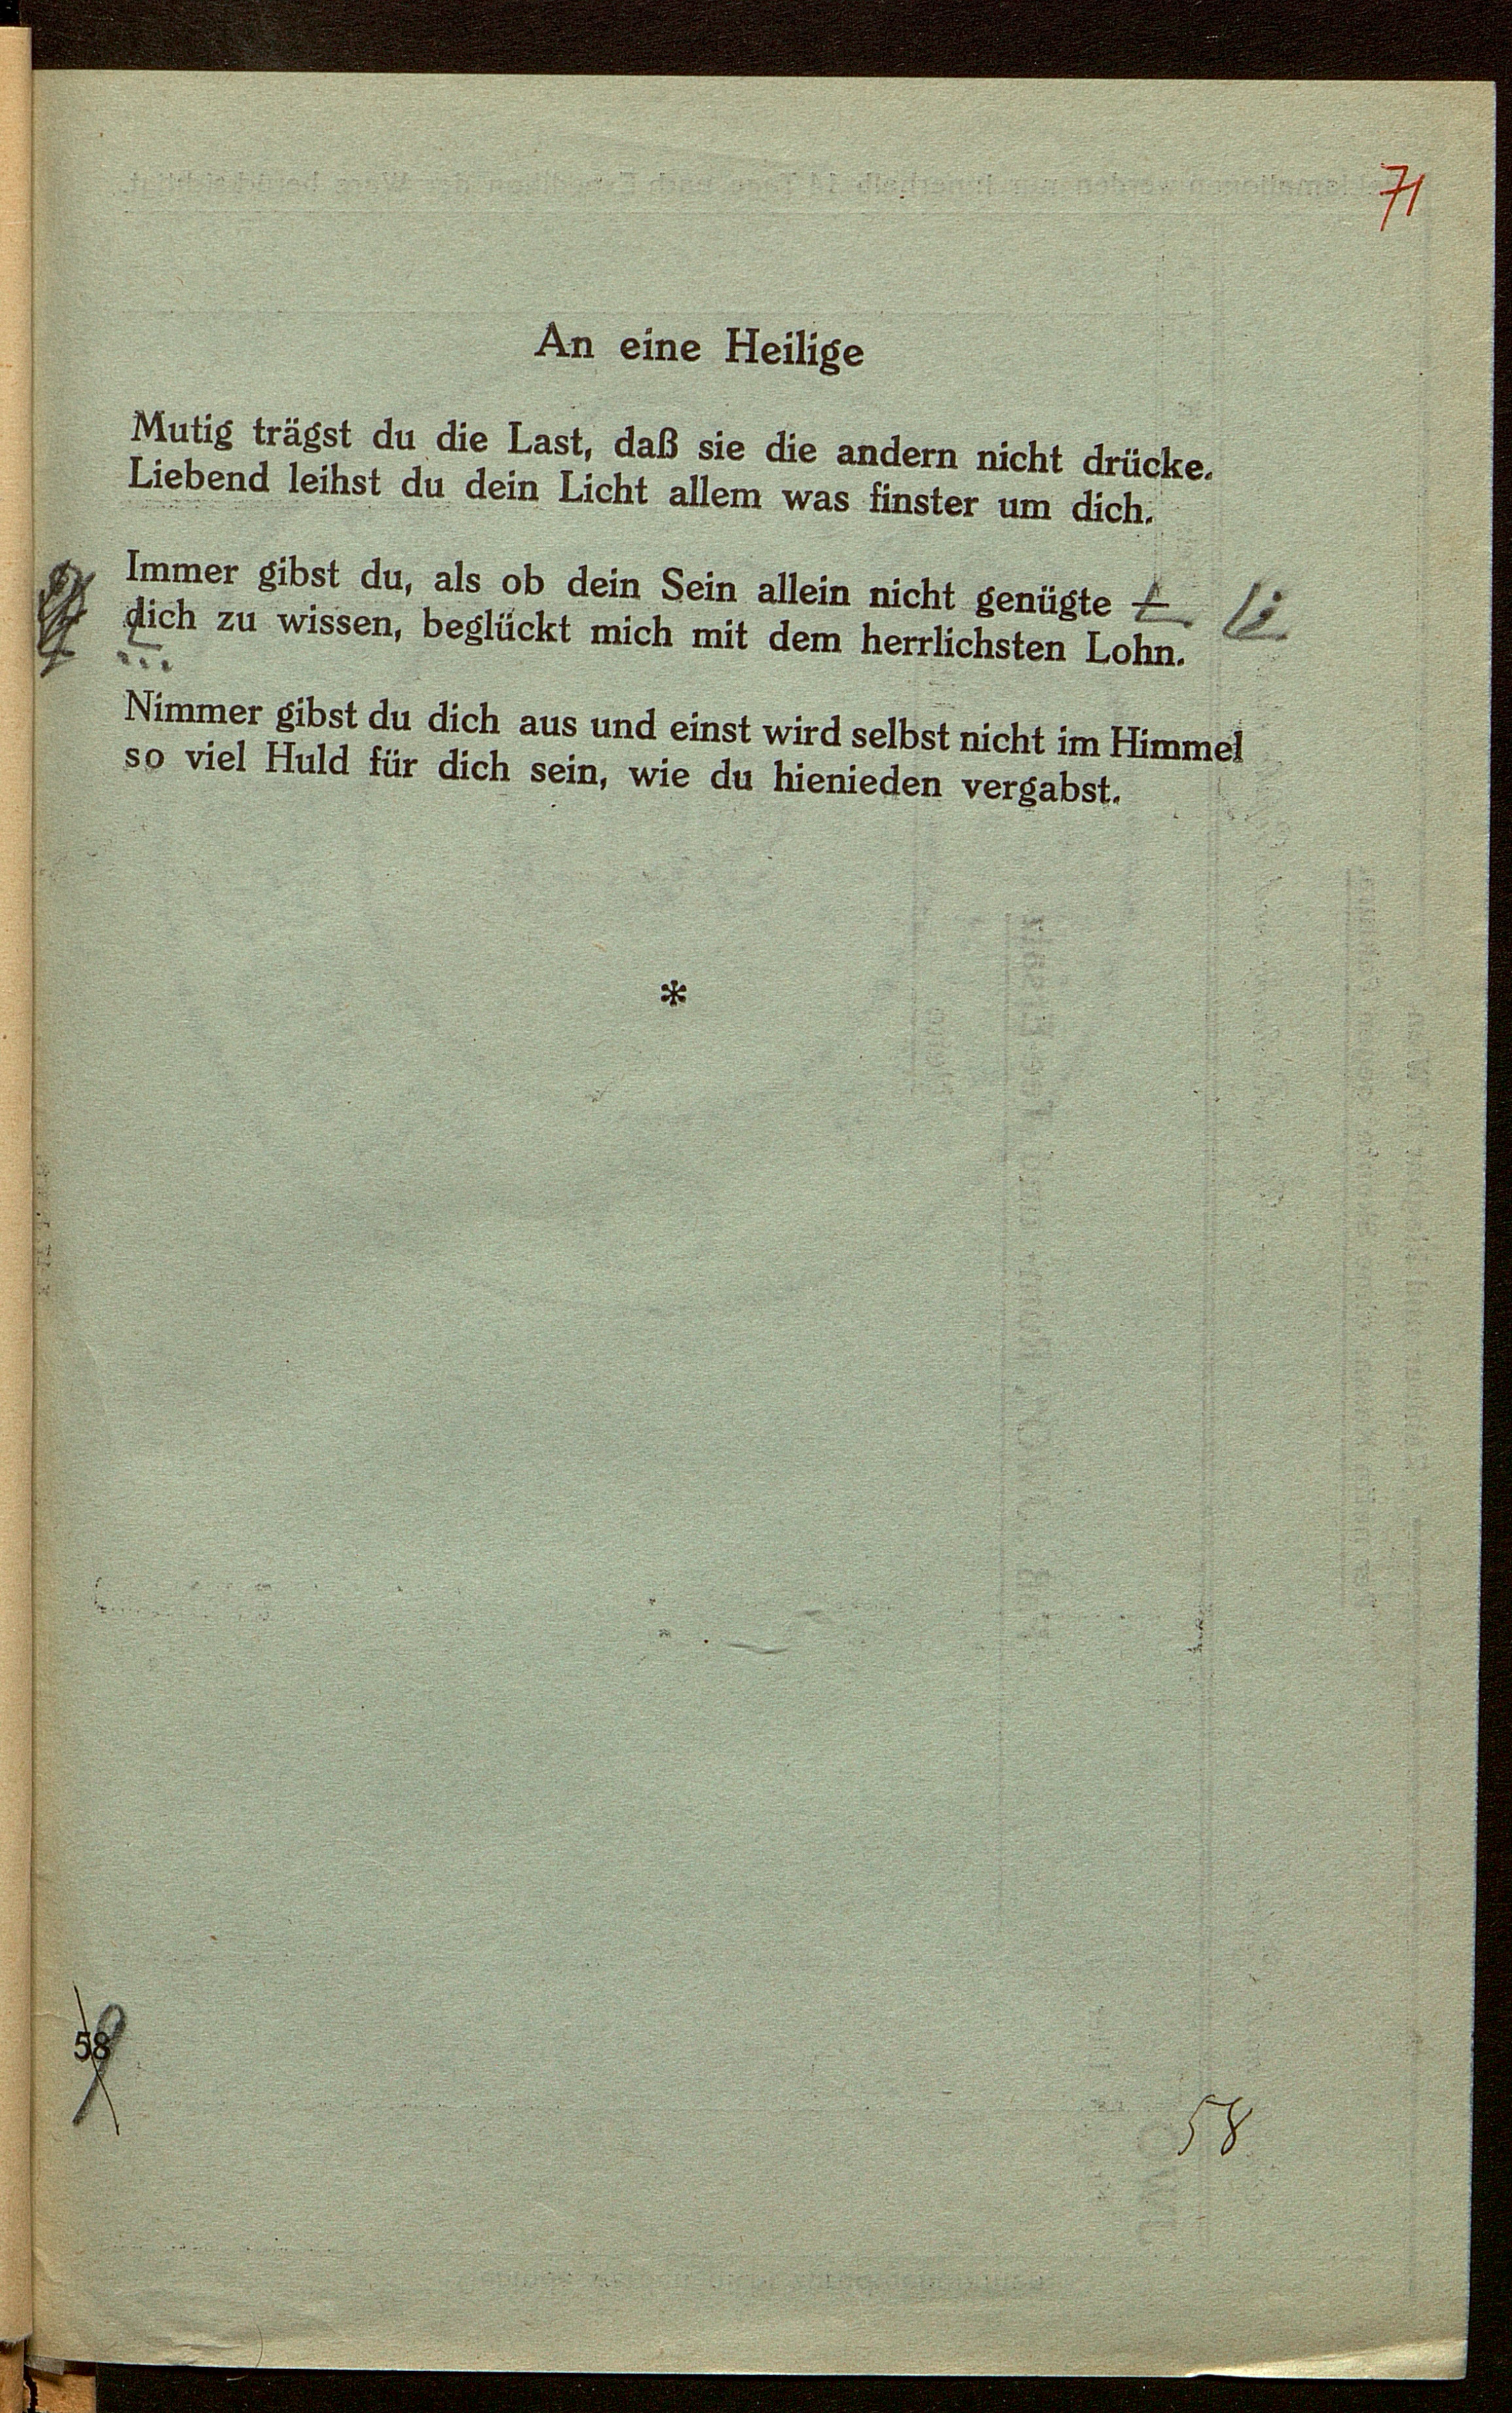 71
An eine Heilige
Mutig trägst du die Last, daß sie die andern nicht drücke.
Liebend leihst du dein Licht allem was finster um dich.
Immer gibst du, als ob dein Sein allein nicht genügte
dich zu wissen, beglückt mich mit dem herrlichsten Lohn.
Nimmer gibst du dich aus und einst wird selbst nicht im Himmel
so viel Huld für dich sein, wie du hienieden vergabst.
*
58
58